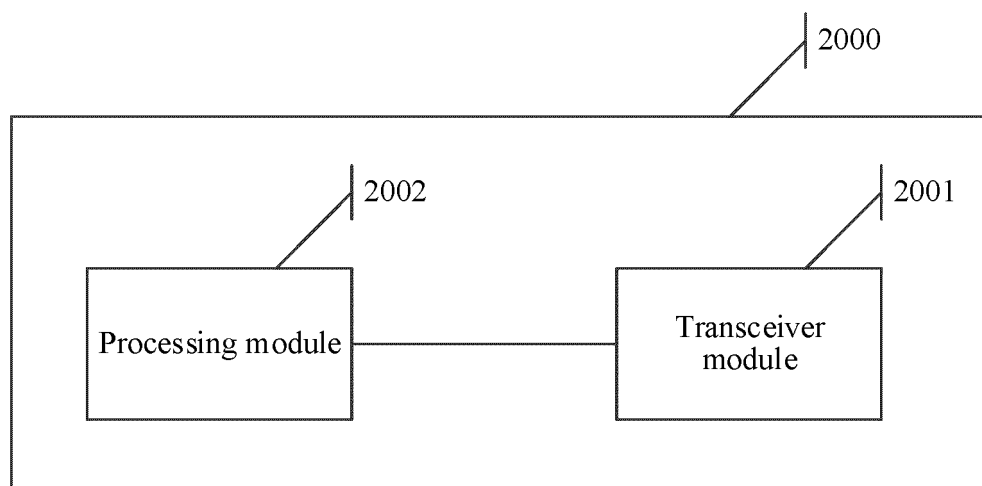 2000
2002
2001
Processing module
Transceiver
module